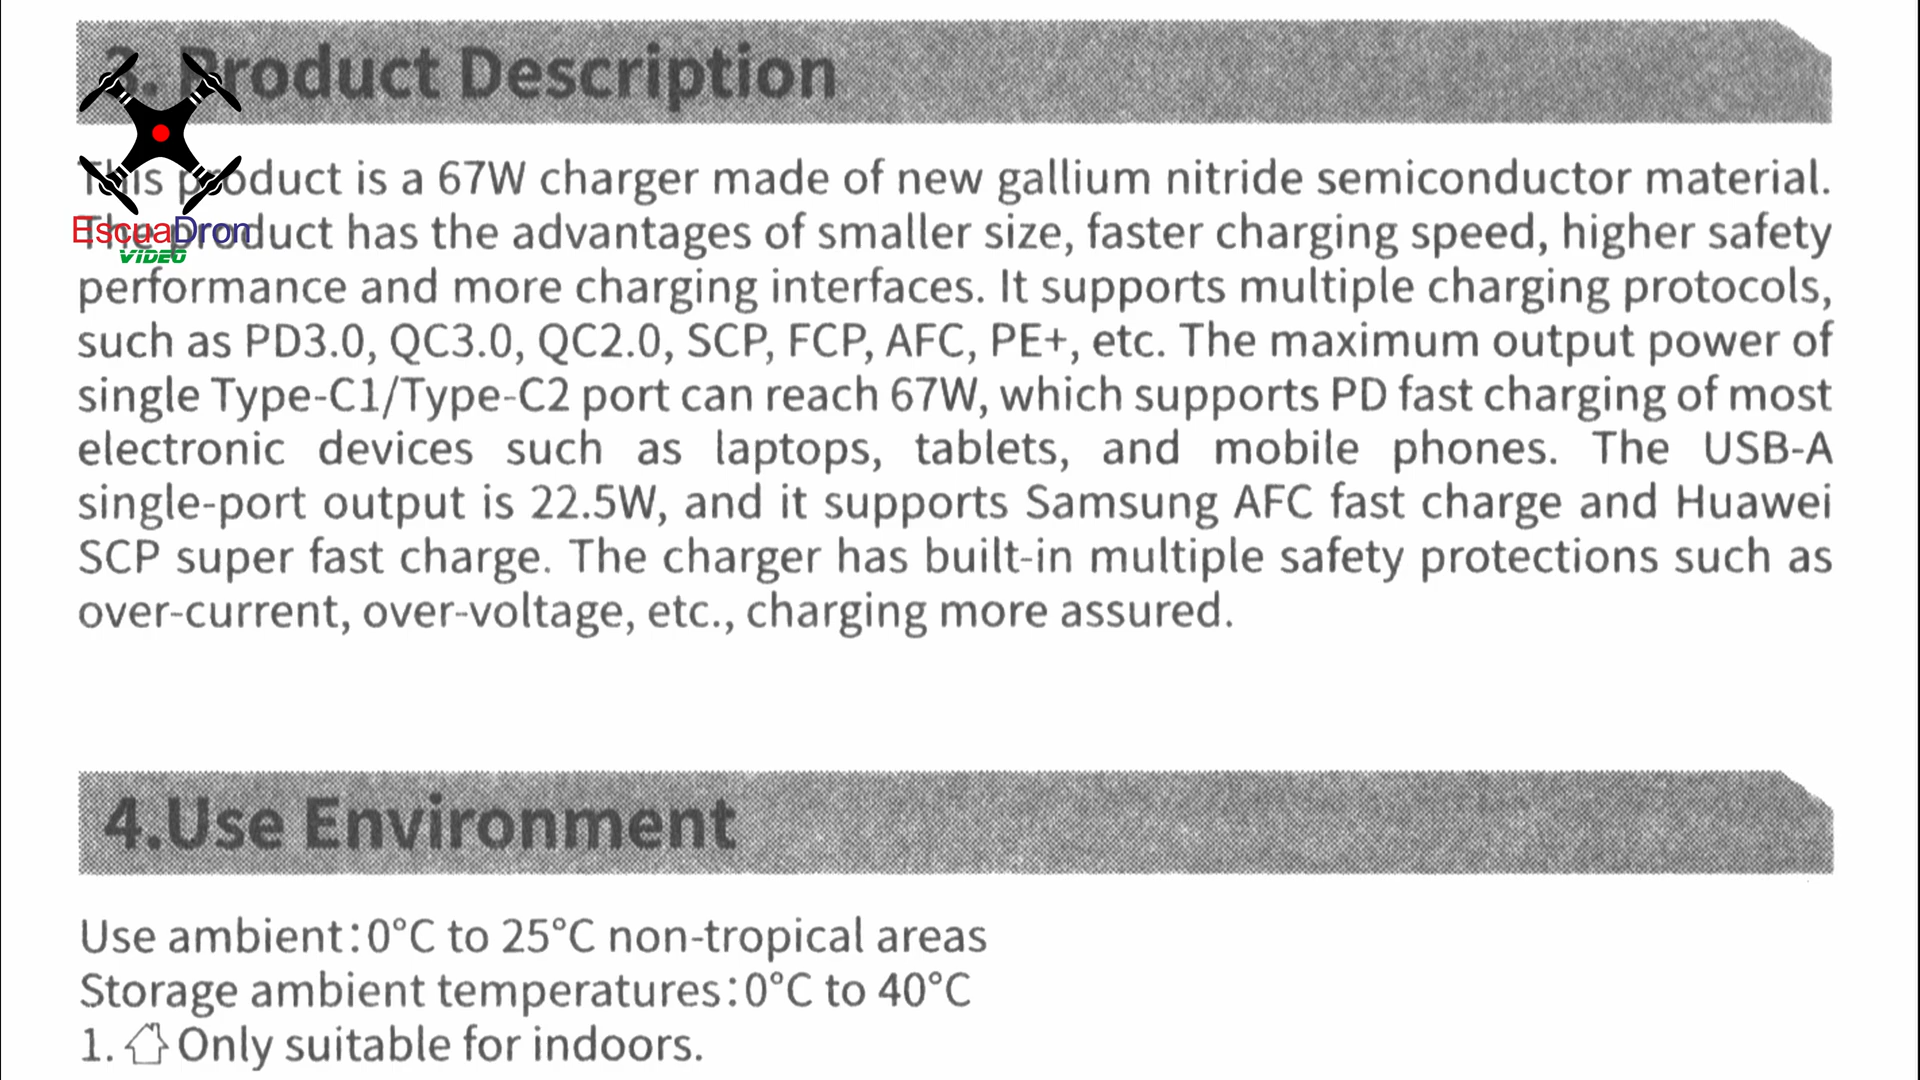 3. Product Description
This product is a 67W charger made of new gallium nitride semiconductor material.
The product has the advantages of smaller size, faster charging speed, higher safety
performance and more charging interfaces. It supports multiple charging protocols,
such as PD3.0, QC3.0, QC2.0, SCP, FCP, AFC, PE+, etc. The maximum output power of
single Type-C1/Type-C2 port can reach 67W, which supports PD fast charging of most
electronic devices such as laptops, tablets, and mobile phones. The USB-A
single-port output is 22.5W, and it supports Samsung AFC fast charge and Huawei
SCP super fast charge. The charger has built-in multiple safety protections such as
over-current, over-voltage, etc., charging more assured.
EscuaDron
VIDEO
4.Use Environment
Use ambient:0°C to 25°C non-tropical areas
Storage ambient temperatures:0°C to 40°C
1. Only suitable for indoors.